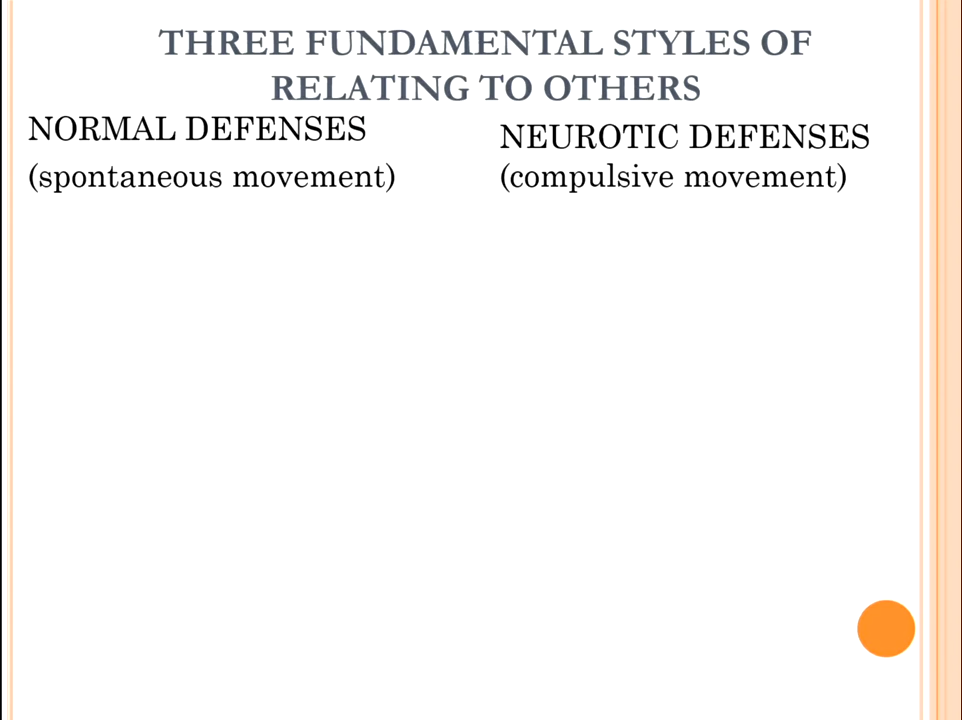 THREE FUNDAMENTAL STYLES OF
RELATING TO OTHERS
NORMAL DEFENSES
(spontaneous movement)
NEUROTIC DEFENSES
(compulsive movement)